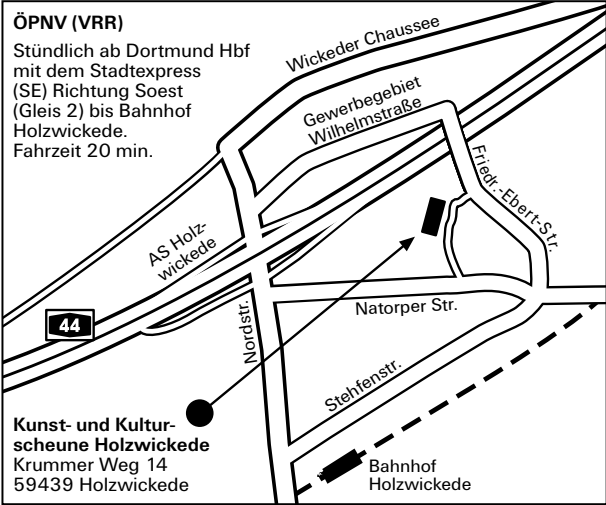 ÖPNV (VRR)
Stündlich ab Dortmund Hbf
mit dem Stadtexpress
(SE) Richtung Soest
(Gleis 2) bis Bahnhof
Holzwickede.
Fahrzeit 20 min.
Wickeder Chaussee
Gewerbegebiet
Wilhelmstraße
Friedr.-Ebert-Str.
AS Holz-
wickede
44
Nordstr.
Natorper Str.
Stehfenstr.
Kunst- und Kultur-
scheune Holzwickede
Krummer Weg 14
59439 Holzwickede
Bahnhof
Holzwickede